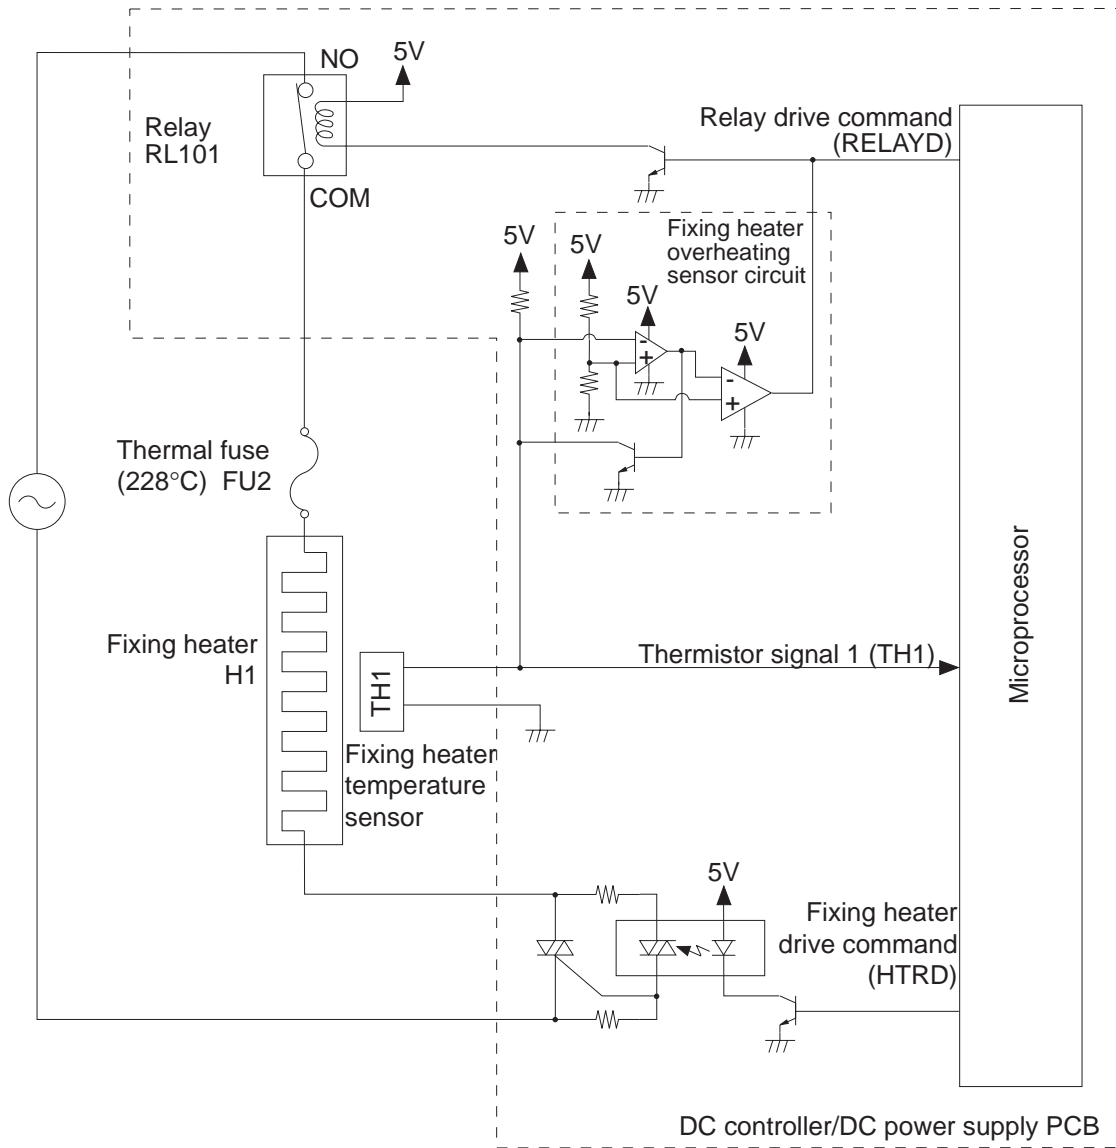 NO
5V
Relay
RL101
COM
Relay drive command
(RELAYD)
Fixing heater
overheating
sensor circuit
5V
5V
5V
5V
-
+
-
+
Thermal fuse
(228°C) FU2
Fixing heater
H1
TH1
Thermistor signal 1 (TH1)
Fixing heater
temperature
sensor
Microprocessor
5V
Fixing heater
drive command
(HTRD)
DC controller/DC power supply PCB